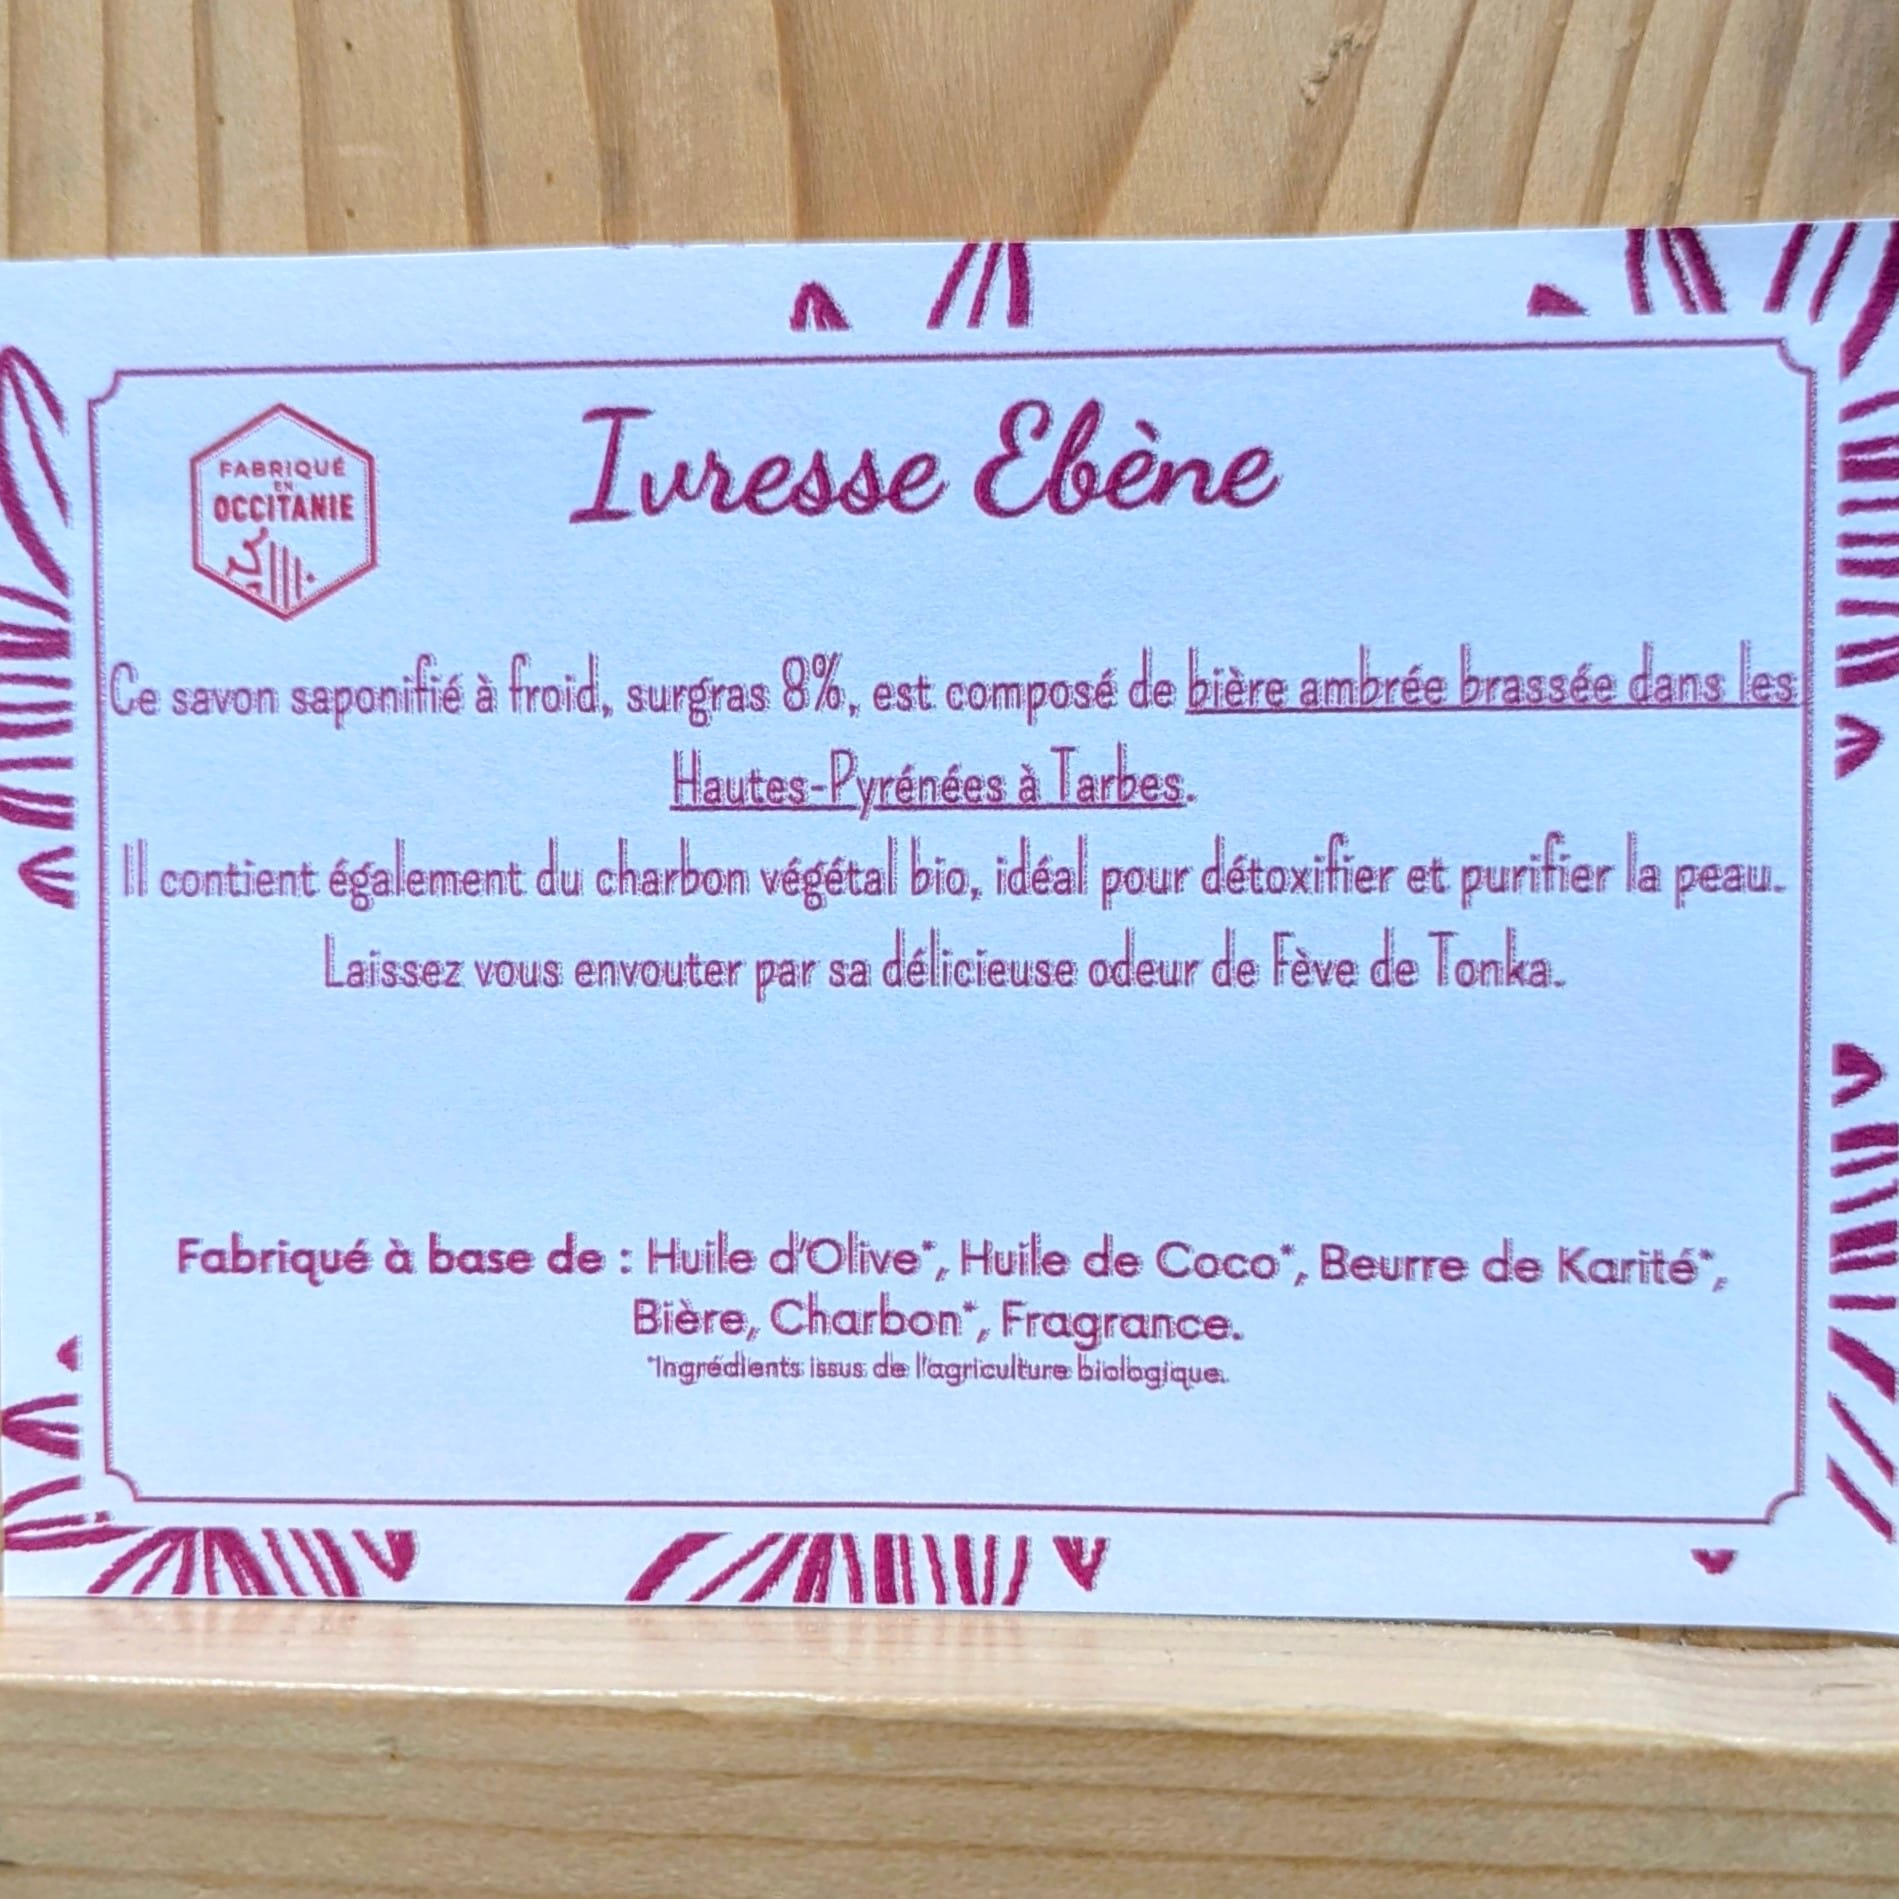 Ivresse Ebène
FABRIQUÉ
EN
OCCITANIE
Ce savon saponifié à froid, surgras 8%, est composé de bière ambrée brassée dans les
Hautes-Pyrénées à Tarbes.
Il contient également du charbon végétal bio, idéal pour détoxifier et purifier la peau.
Laissez vous envouter par sa délicieuse odeur de Fève de Tonka.
Fabriqué à base de : Huile d'Olive*, Huile de Coco*, Beurre de Karité*,
Bière, Charbon*, Fragrance.
*Ingrédients issus de l'agriculture biologique.